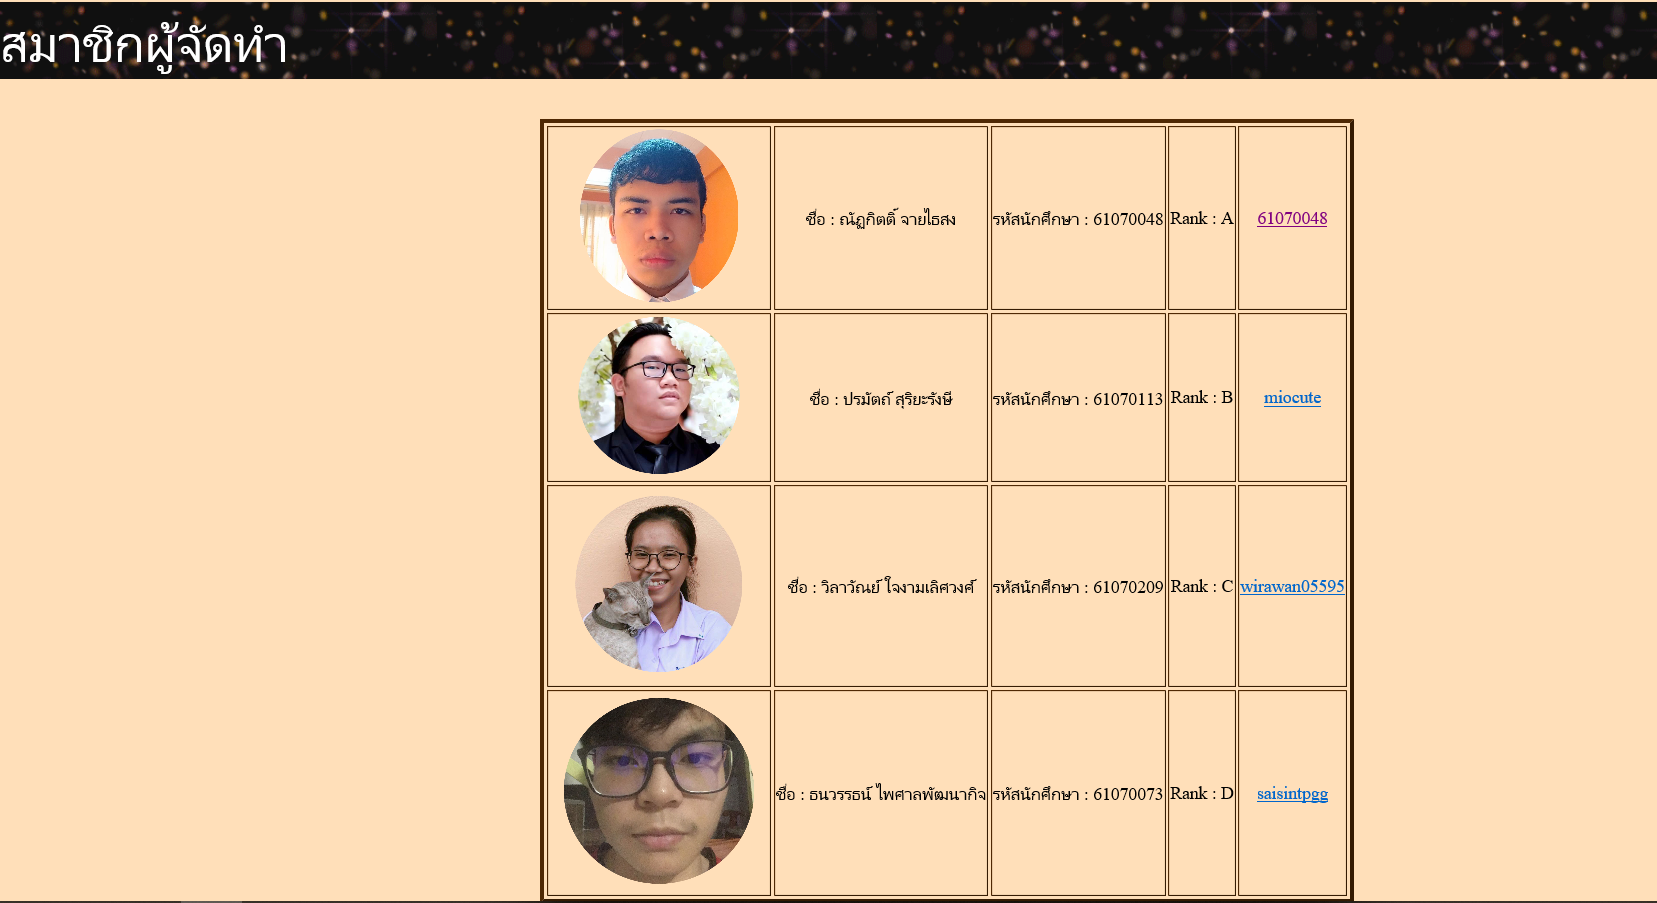 สมาชิกผู้จัดทำ
ชื่อ : ณัฏกิตติ์ จายไธสง รหัสนักศึกษา : 61070048 Rank : A 61070048
ชื่อ : ปรมัตถ์ สุริยะรังษี รหัสนักศึกษา : 61070113 Rank : B miocute
ชื่อ : วิลาวัณย์ ใจงามเลิศวงศ์ รหัสนักศึกษา : 61070209 Rank : C wirawan05595
ชื่อ : ธนวรรธน์ ไพศาลพัฒนากิจ รหัสนักศึกษา : 61070073 Rank : D saisintpgg